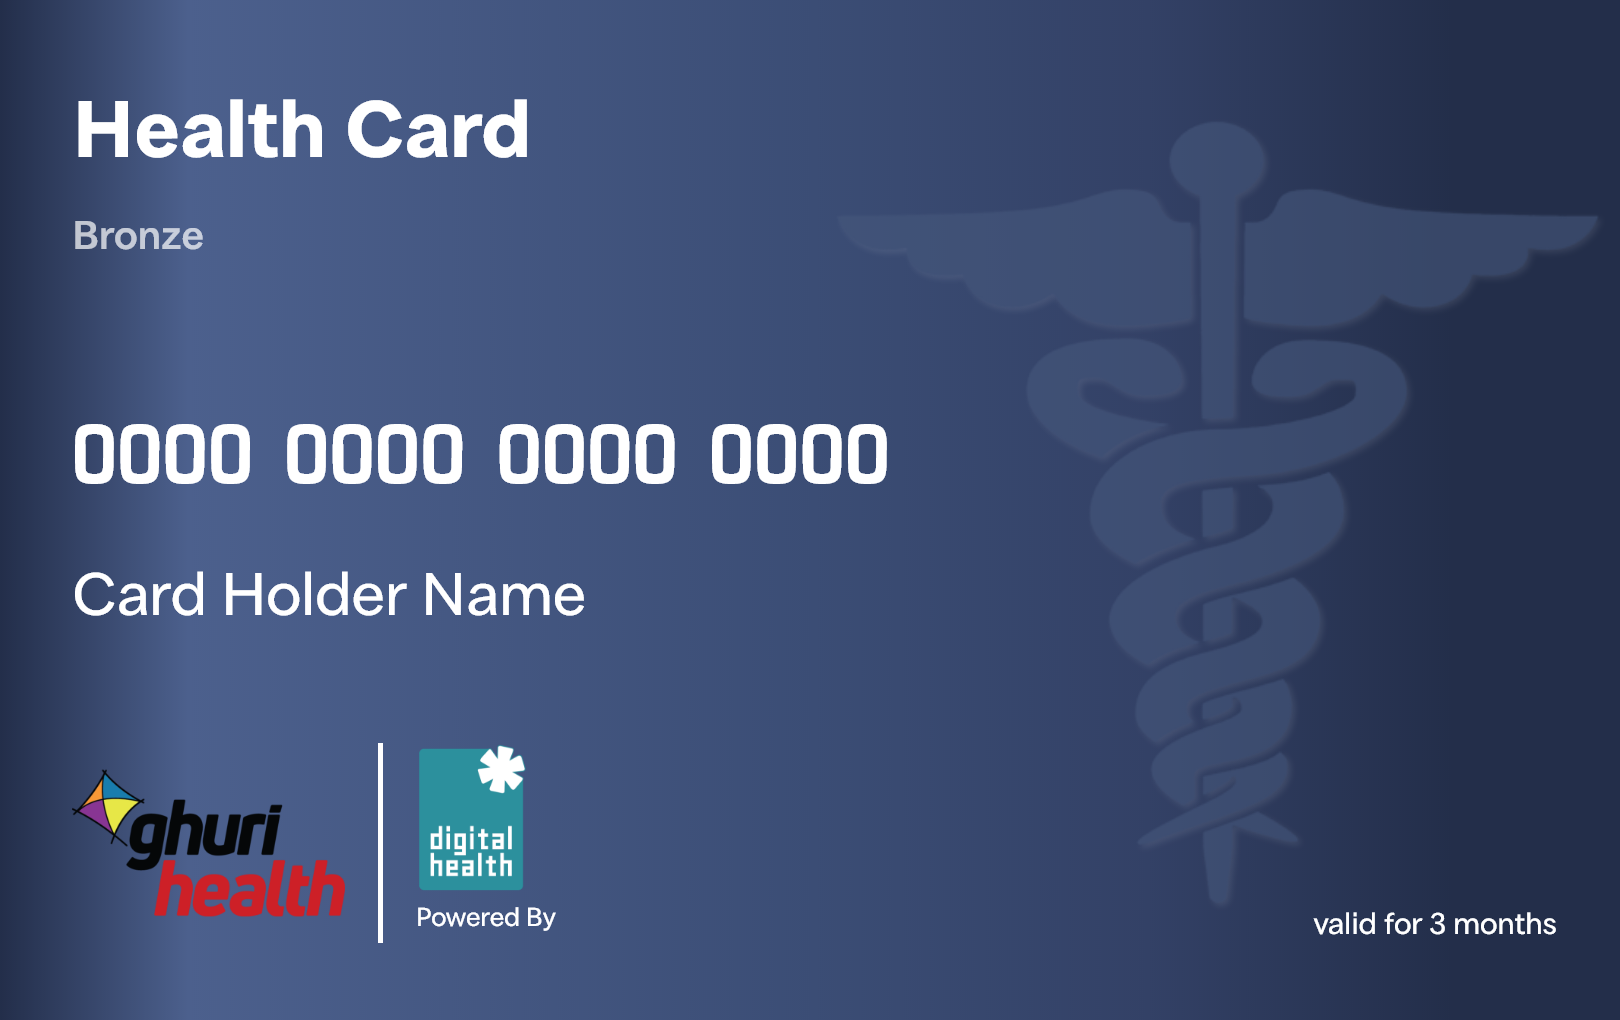 Health Card
Bronze
0000 0000 0000 0000
Card Holder Name
ghuri
health
digital
health
Powered By
valid for 3 months